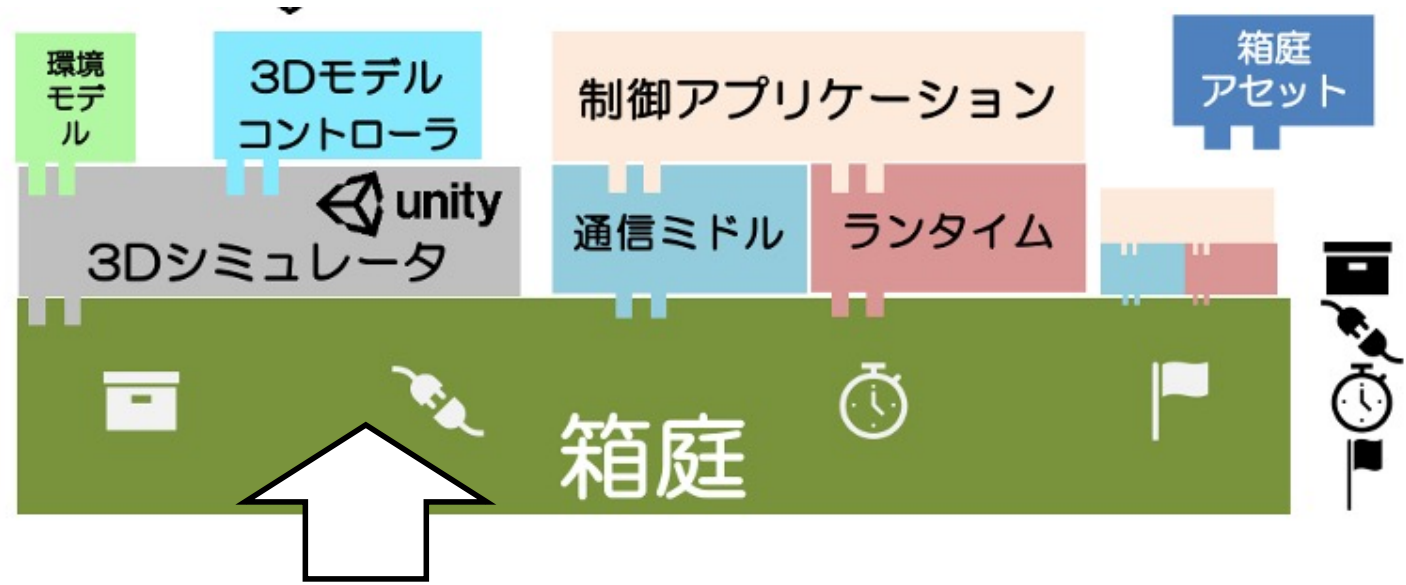 環境
モデ
ル
3Dモデル
コントローラ
制御アプリケーション
箱庭
アセット
unity
3Dシミュレータ
通信ミドル
ランタイム
箱庭